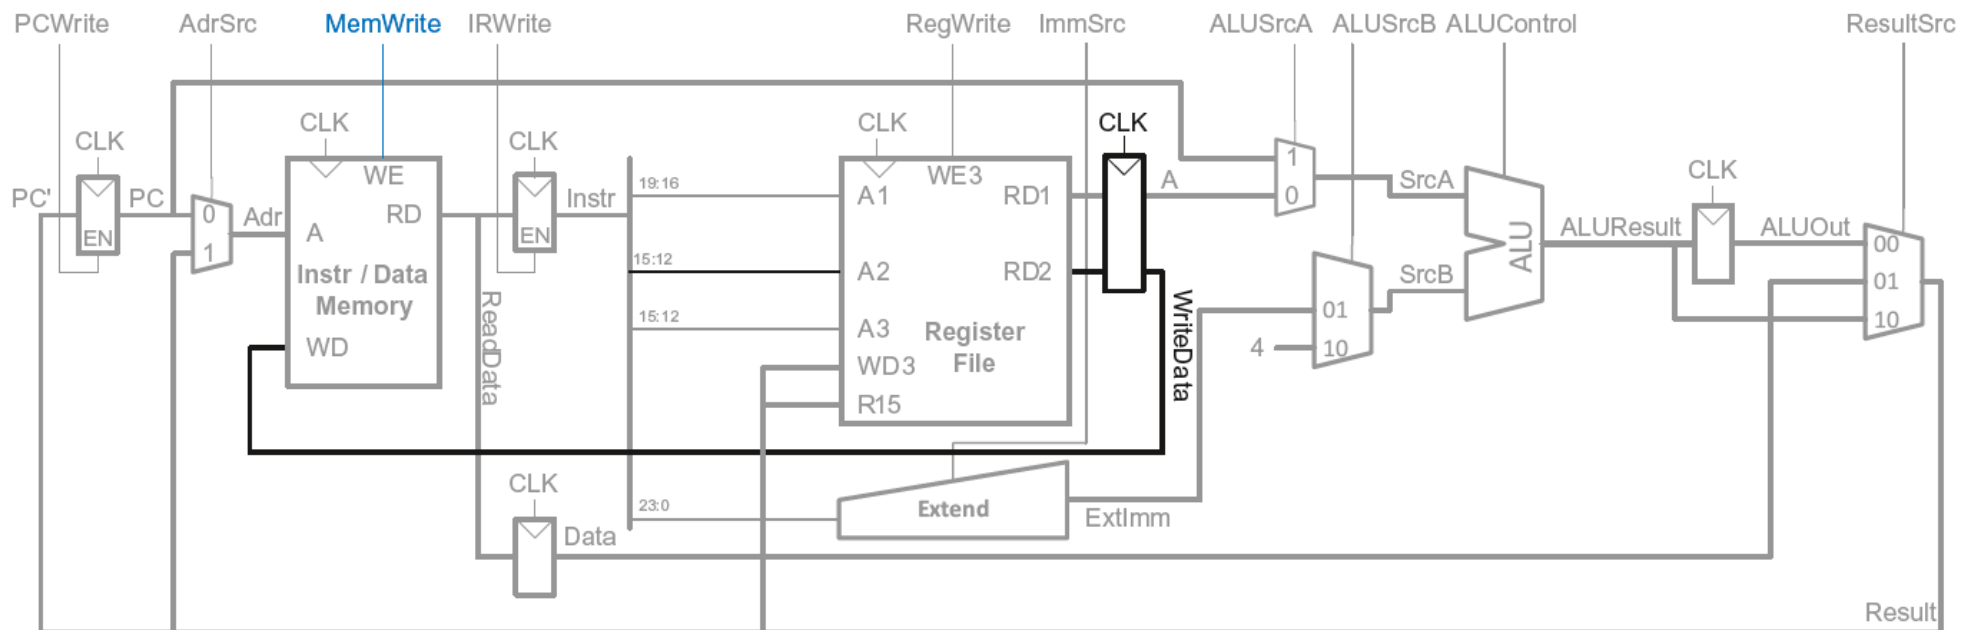 PCWrite AdrSrc MemWrite IRWrite RegWrite ImmSrc ALUSrcA ALUSrcB ALUControl ResultSrc
CLK CLK CLK CLK CLK CLK
PC' PC EN
0
1
Adr
WE
A RD
Instr / Data
Memory
WD
EN
Instr
ReadData
19:16
15:12
15:12
23:0
A1 WE3 RD1
A2 RD2
A3
WD3
R15
Register
File
A
WriteData
1
0
SrcA
01
10
4
SrcB
ALU
ALUResult
ALUOut
00
01
10
CLK
Data
Extend
ExtImm
Result